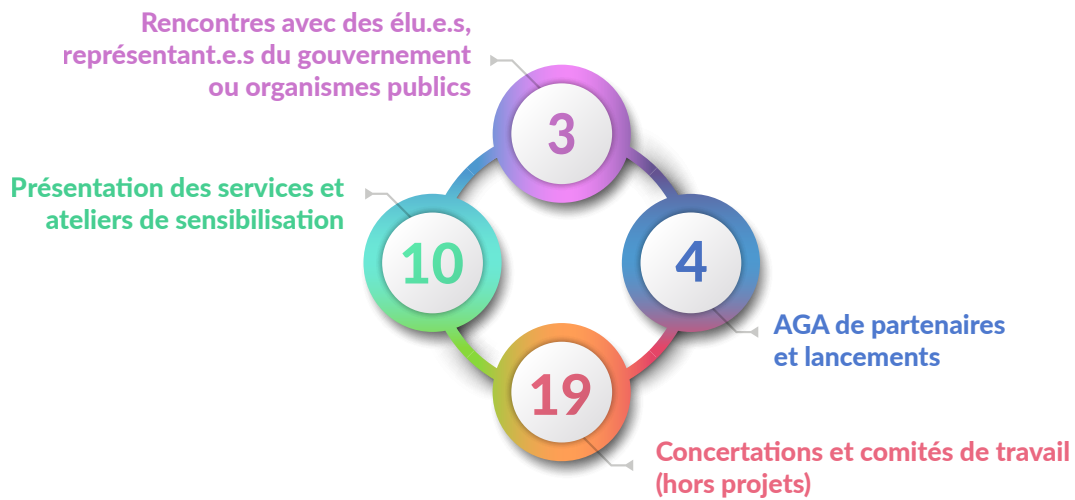 Rencontres avec des élu.e.s,
représentant.e.s du gouvernement
ou organismes publics
3
Présentation des services et
ateliers de sensibilisation
10
4
AGA de partenaires
et lancements
19
Concertations et comités de travail
(hors projets)